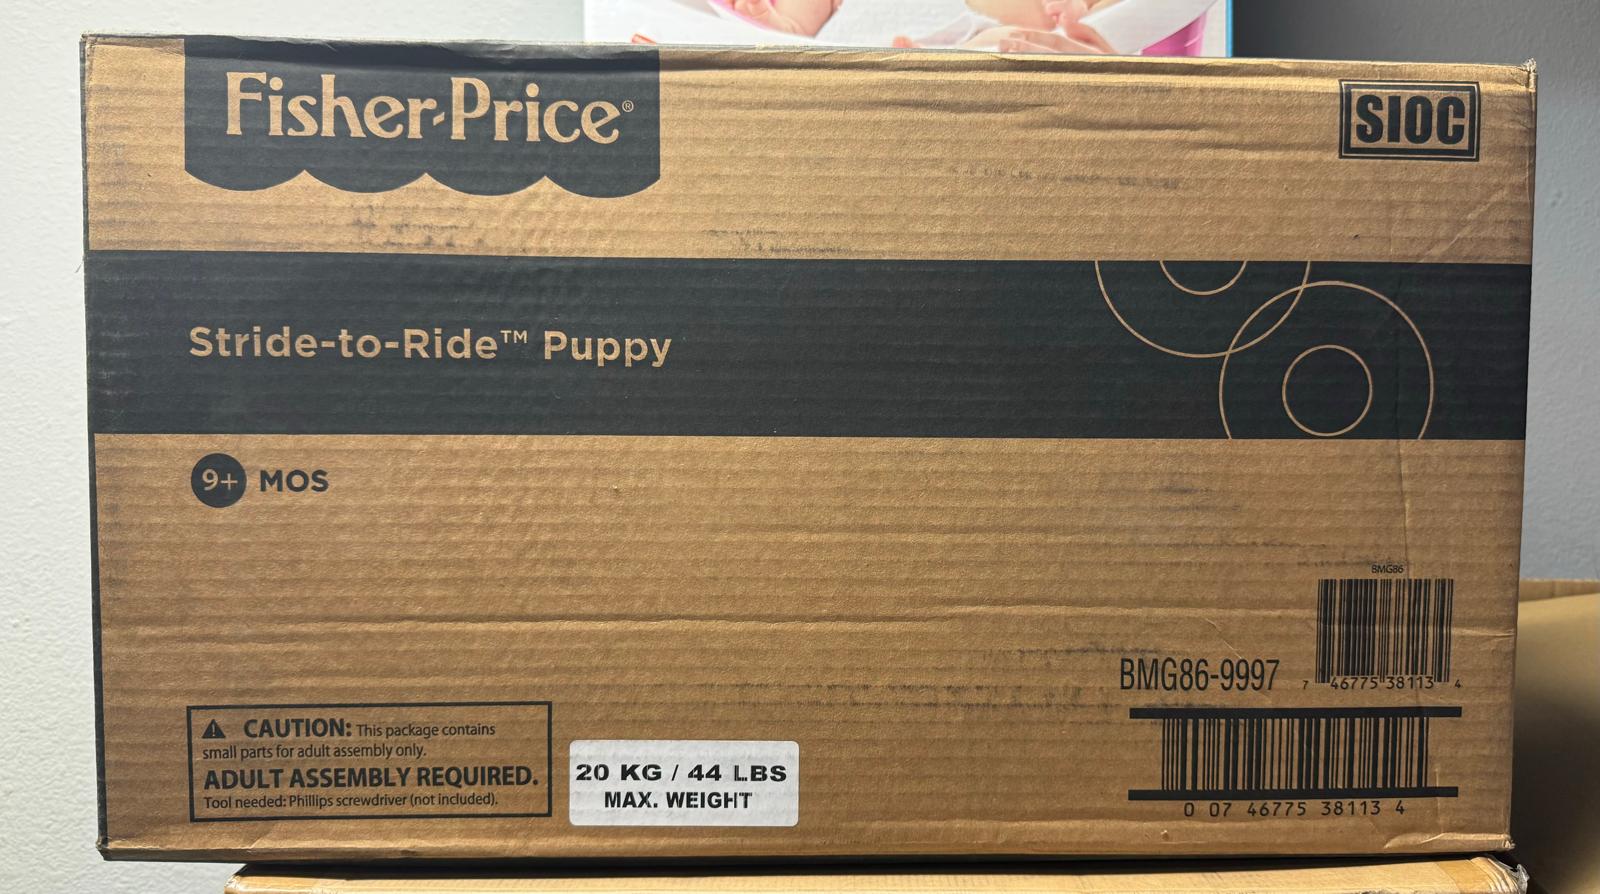 Fisher-Price®
SIOC
Stride-to-Ride™ Puppy
9+ MOS
BMG86
7 46775 38113 4
BMG86-9997
0 07 46775 38113 4
⚠ CAUTION: This package contains
small parts for adult assembly only.
ADULT ASSEMBLY REQUIRED.
Tool needed: Phillips screwdriver (not included).
20 KG / 44 LBS
MAX. WEIGHT